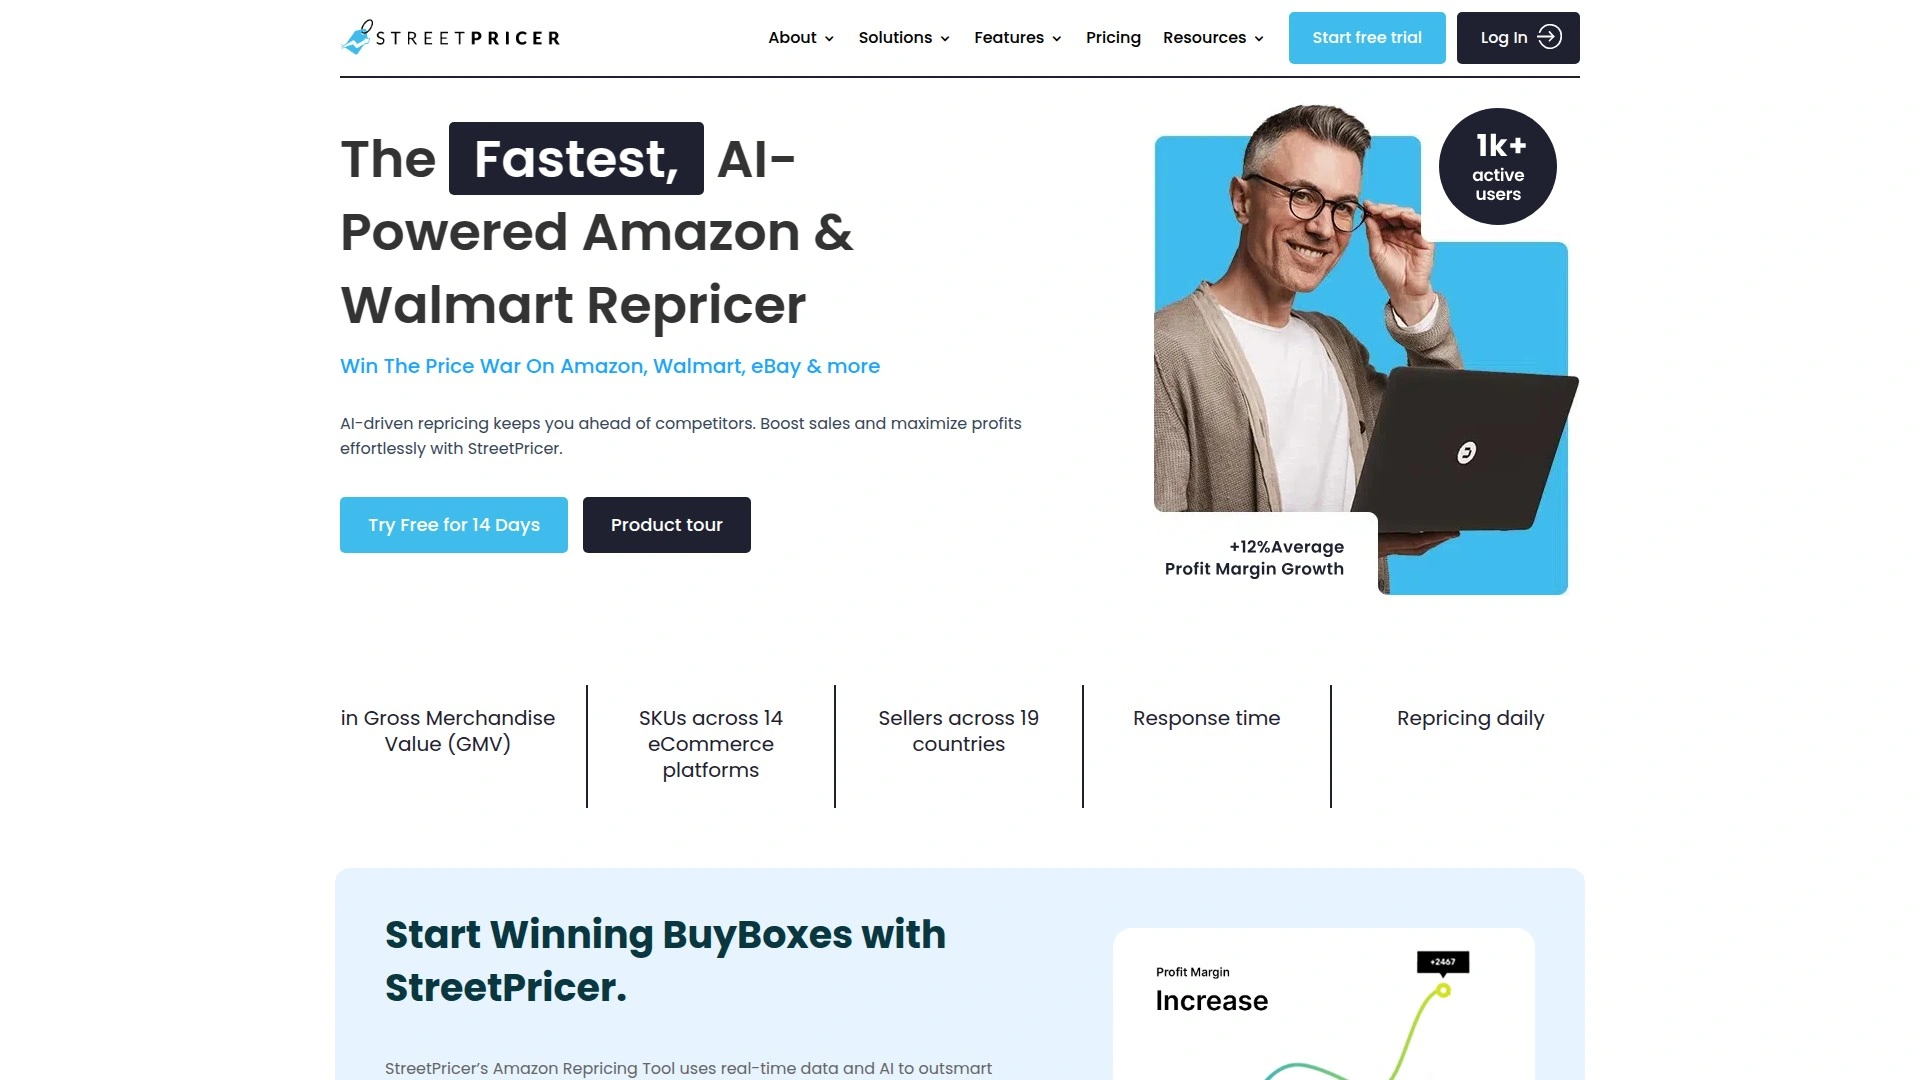 STREETPRICER
About
Solutions
Features
Pricing
Resources
Start free trial
Log In
The Fastest, AI-
Powered Amazon &
Walmart Repricer
Win The Price War On Amazon, Walmart, eBay & more
AI-driven repricing keeps you ahead of competitors. Boost sales and maximize profits
effortlessly with StreetPricer.
Try Free for 14 Days
Product tour
1k+
active
users
+12%Average
Profit Margin Growth
in Gross Merchandise
Value (GMV)
SKUs across 14
eCommerce
platforms
Sellers across 19
countries
Response time
Repricing daily
Start Winning BuyBoxes with
StreetPricer.
StreetPricer’s Amazon Repricing Tool uses real-time data and AI to outsmart
Profit Margin
Increase
+2467